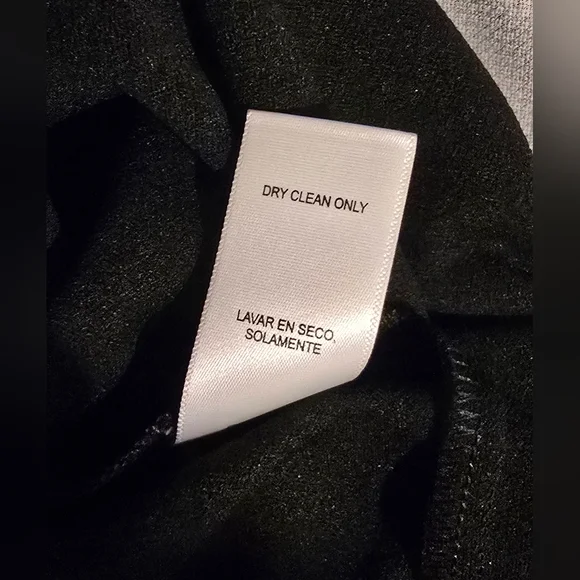 DRY CLEAN ONLY
LAVAR EN SECO,
SOLAMENTE